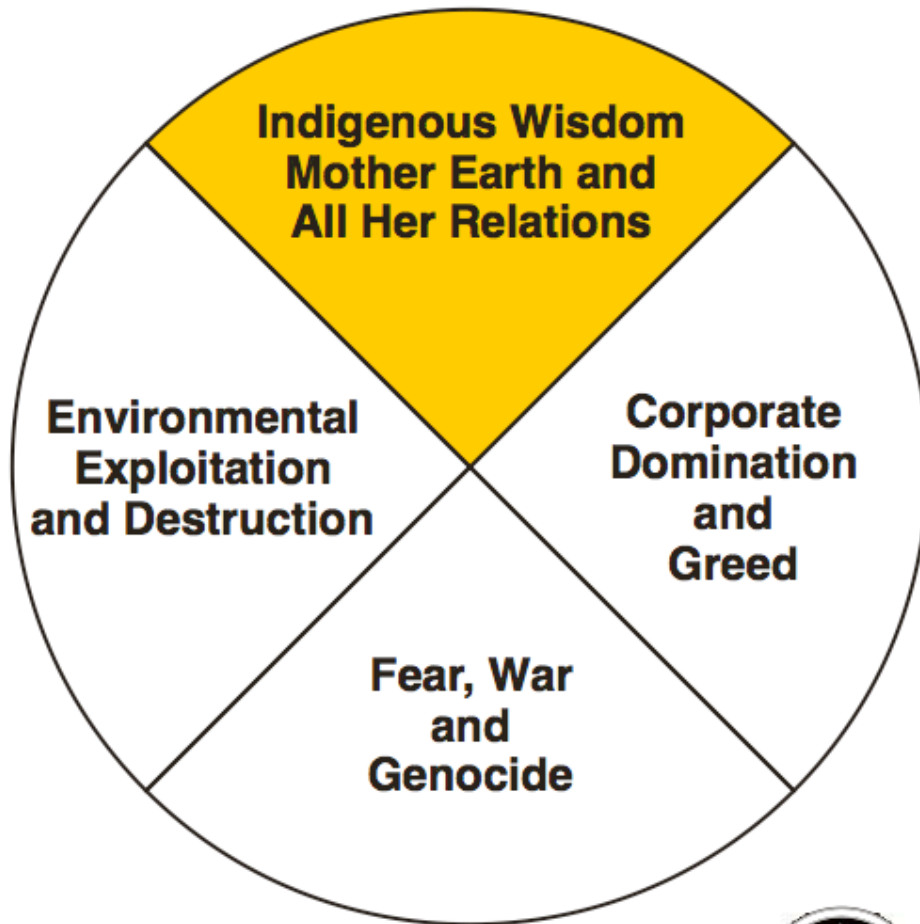 Indigenous Wisdom
Mother Earth and
All Her Relations
Environmental
Exploitation
and Destruction
Corporate
Domination
and
Greed
Fear, War
and
Genocide